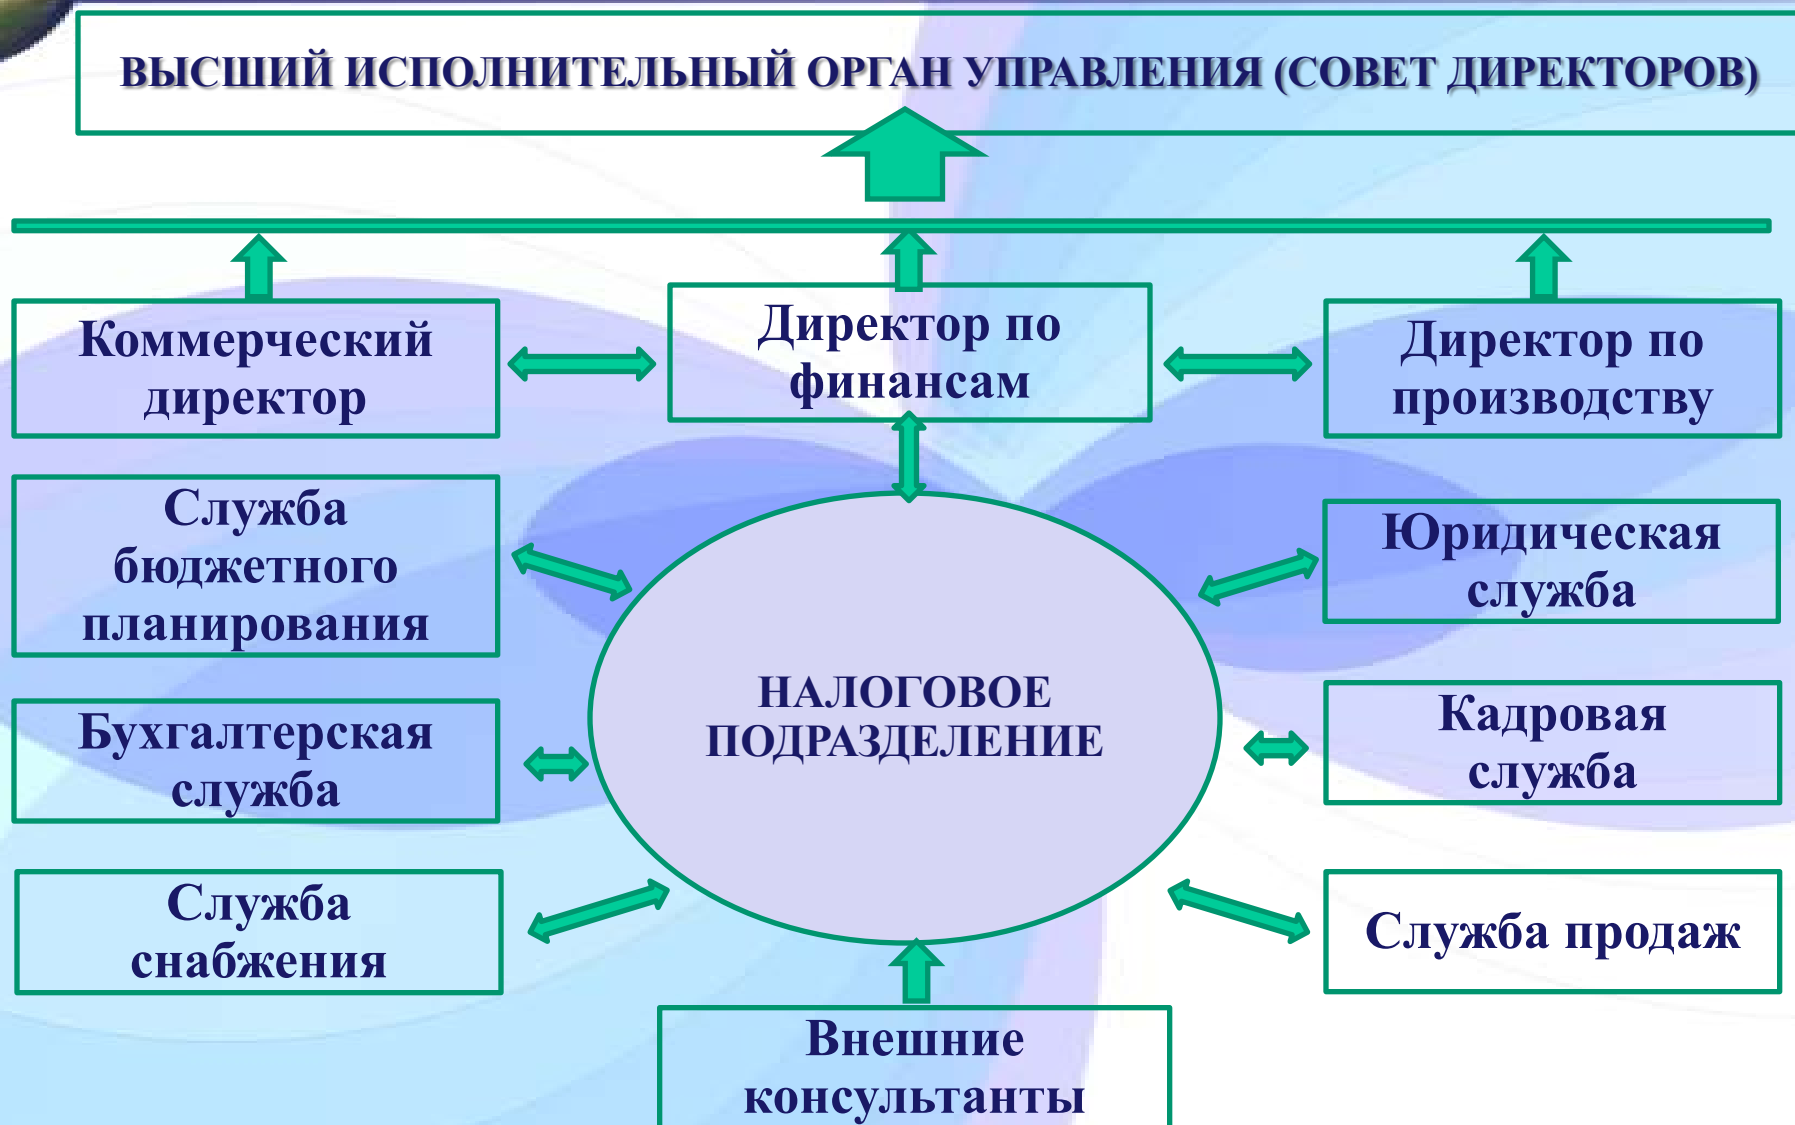 ВЫСШИЙ ИСПОЛНИТЕЛЬНЫЙ ОРГАН УПРАВЛЕНИЯ (СОВЕТ ДИРЕКТОРОВ)
Коммерческий
директор
Директор по
финансам
Директор по
производству
Служба
бюджетного
планирования
Юридическая
служба
НАЛОГОВОЕ
ПОДРАЗДЕЛЕНИЕ
Бухгалтерская
служба
Кадровая
служба
Служба
снабжения
Служба продаж
Внешние
консультанты